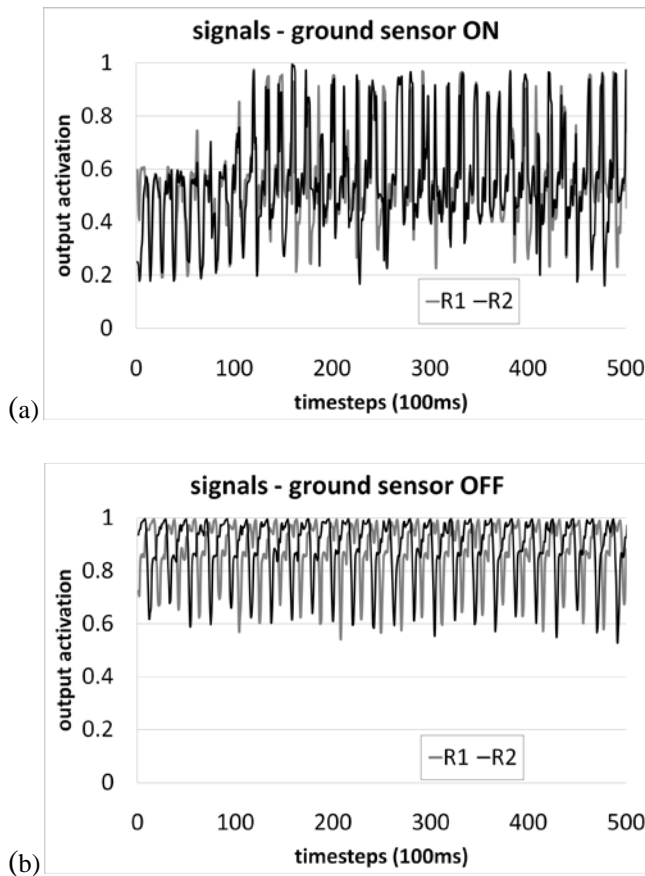 signals - ground sensor ON
output activation
1
0.8
0.6
0.4
0.2
0
R1 R2
0 100 200 300 400 500
timesteps (100ms)
(a)
signals - ground sensor OFF
output activation
1
0.8
0.6
0.4
0.2
0
R1 R2
0 100 200 300 400 500
timesteps (100ms)
(b)